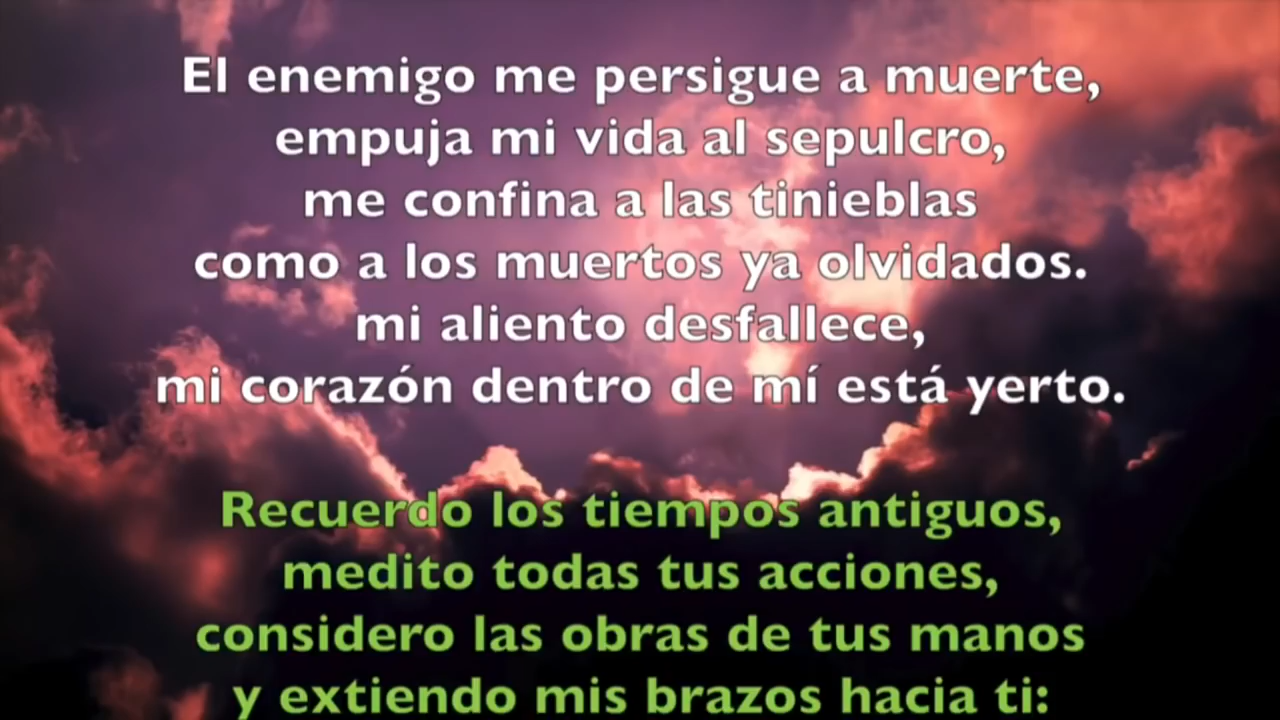 El enemigo me persigue a muerte,
empuja mi vida al sepulcro,
me confina a las tinieblas
como a los muertos ya olvidados.
mi aliento desfallece,
mi corazón dentro de mí está yerto.
Recuerdo los tiempos antiguos,
medito todas tus acciones,
considero las obras de tus manos
y extiendo mis brazos hacia ti: